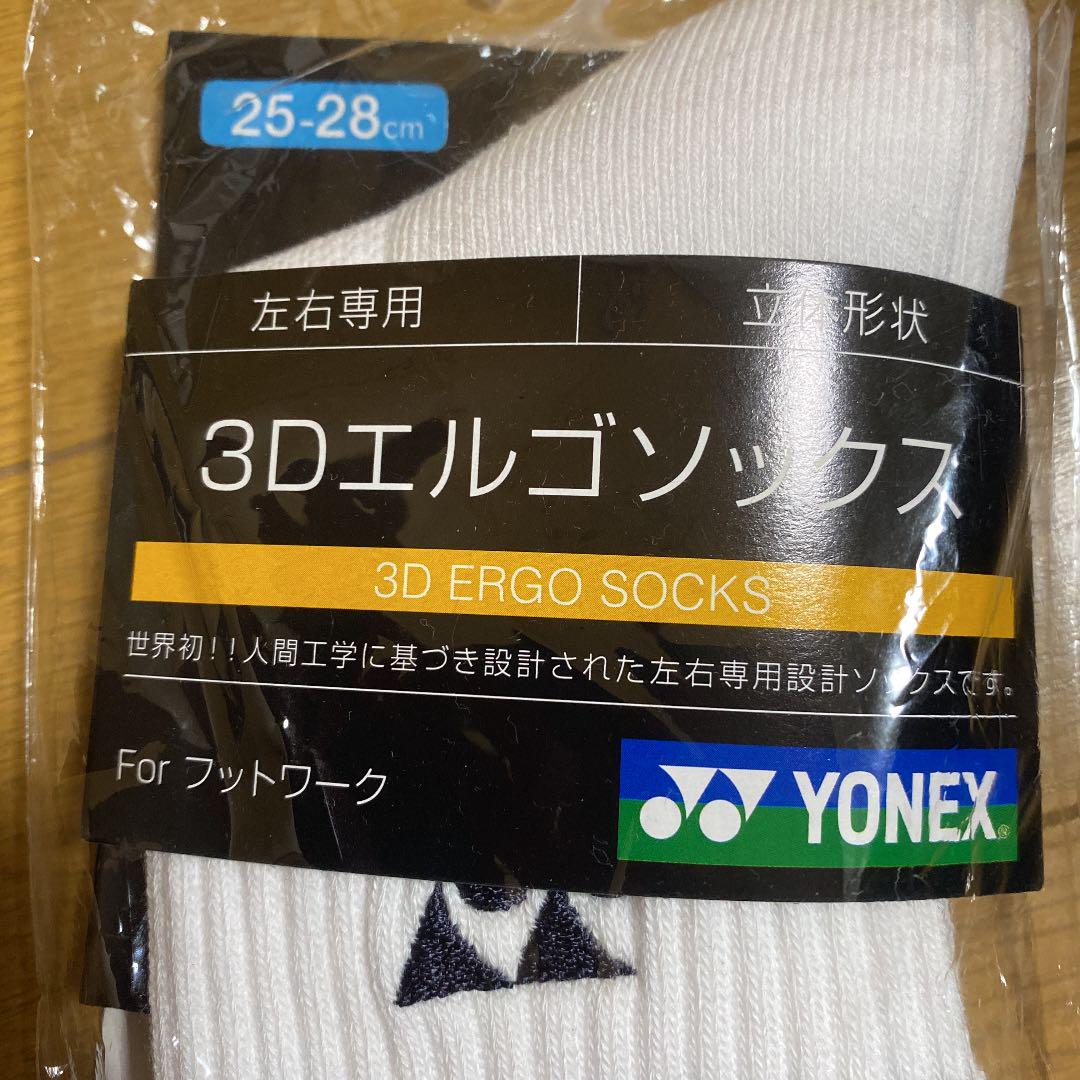 25-28cm
左右専用 立体形状
3Dエルゴソックス
3D ERGO SOCKS
世界初!!人間工学に基づき設計された左右専用設計ソックスです。
For フットワーク
YONEX®